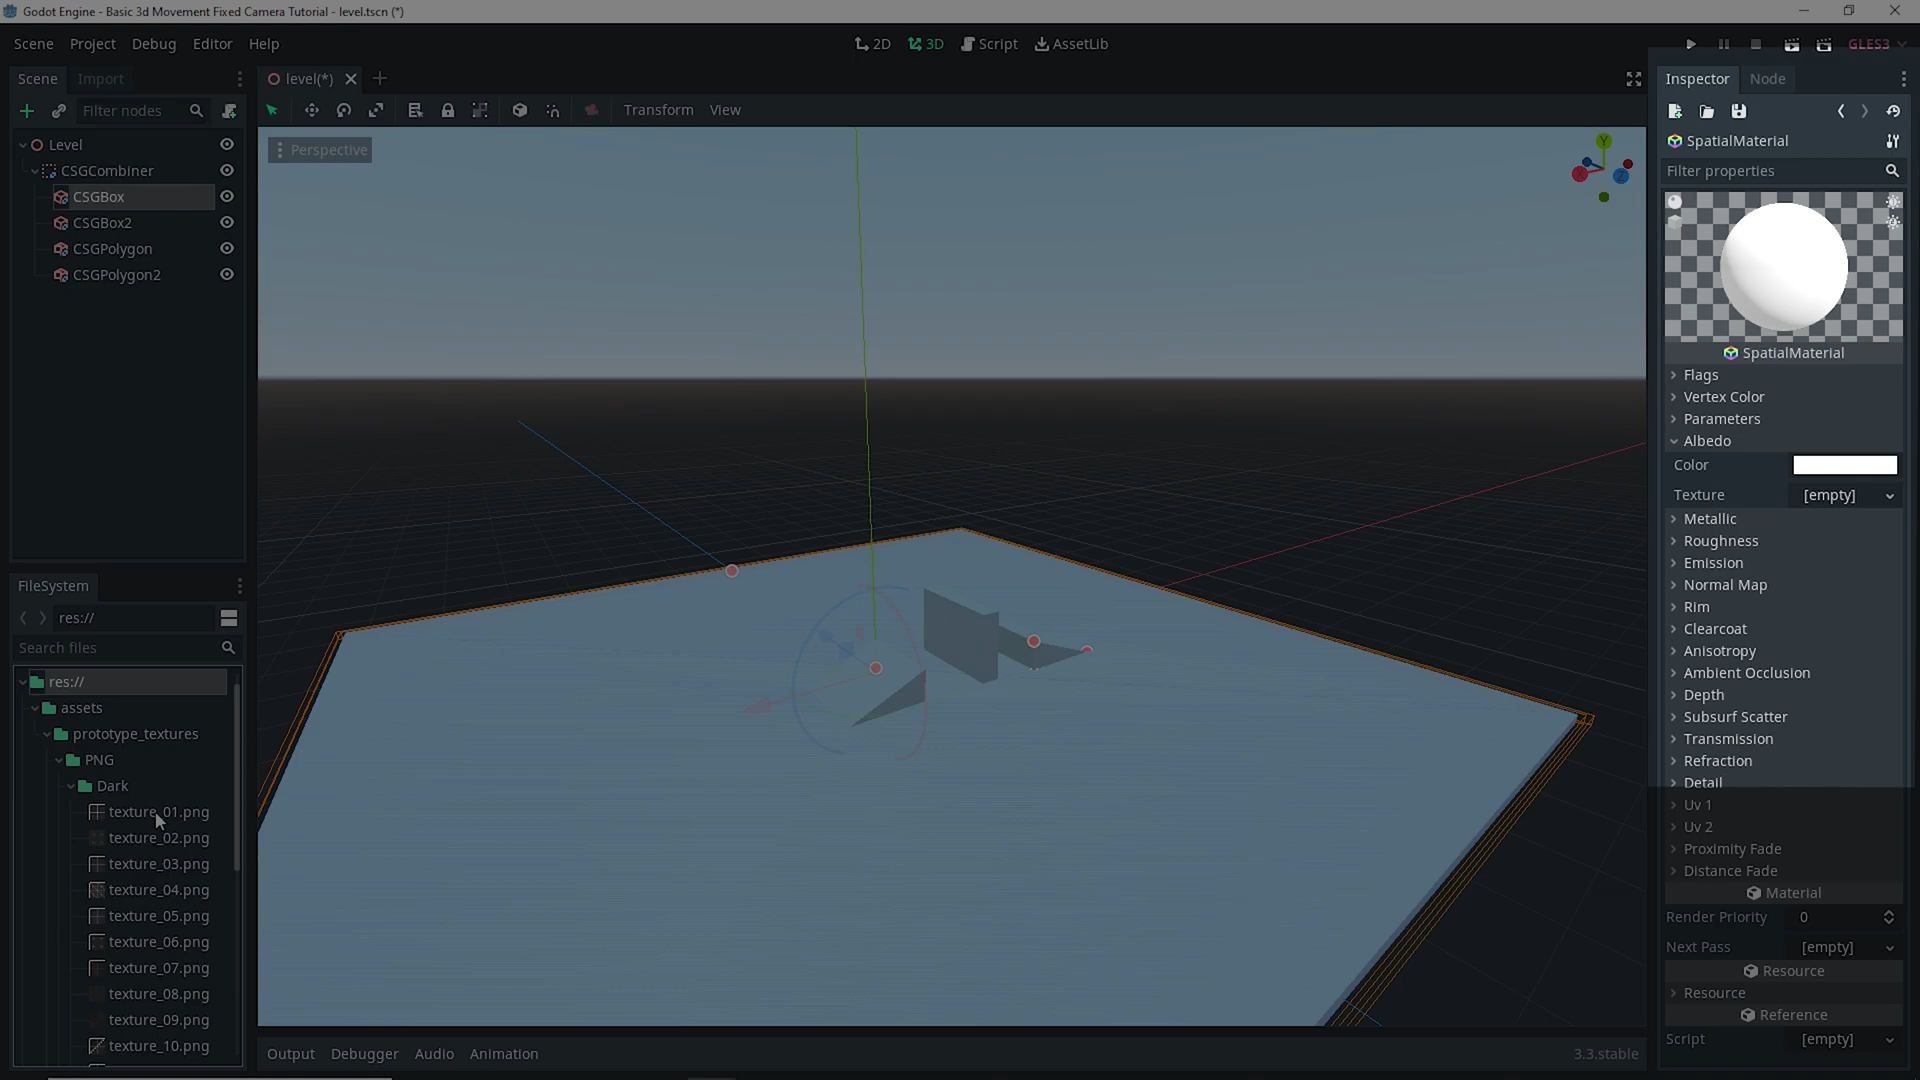 Godot Engine - Basic 3d Movement Fixed Camera Tutorial - level.tscn (*)
Scene Project Debug Editor Help
2D 3D Script AssetLib
GLES3
Scene Import
level(*)
Inspector Node
Filter nodes
Transform View
Level
CSGCombiner
CSGBox
CSGBox2
CSGPolygon
CSGPolygon2
Perspective
Y
X
Z
SpatialMaterial
Filter properties
SpatialMaterial
Flags
Vertex Color
Parameters
Albedo
Color
Texture [empty]
Metallic
Roughness
Emission
Normal Map
Rim
Clearcoat
Anisotropy
Ambient Occlusion
Depth
Subsurf Scatter
Transmission
Refraction
Detail
Uv 1
Uv 2
Proximity Fade
Distance Fade
Material
Render Priority 0
Next Pass [empty]
Resource
Resource
Reference
Script [empty]
FileSystem
res://
Search files
res://
assets
prototype_textures
PNG
Dark
texture_01.png
texture_02.png
texture_03.png
texture_04.png
texture_05.png
texture_06.png
texture_07.png
texture_08.png
texture_09.png
texture_10.png
Output Debugger Audio Animation
3.3.stable